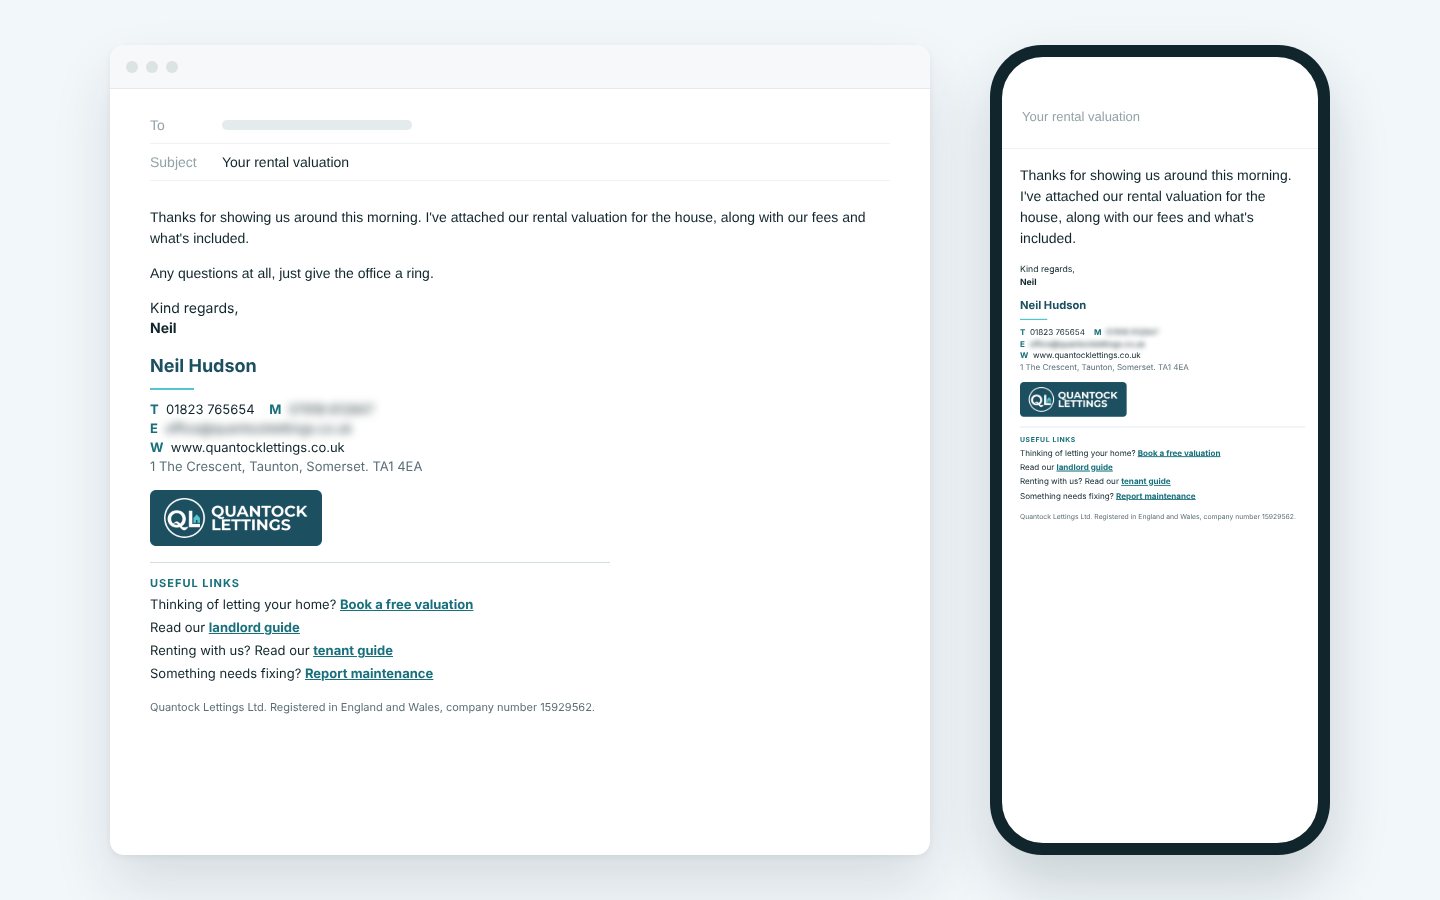 To
Subject Your rental valuation
Thanks for showing us around this morning. I've attached our rental valuation for the house, along with our fees and
what's included.
Any questions at all, just give the office a ring.
Kind regards,
Neil
Neil Hudson
T 01823 765654 M
E
W www.quantocklettings.co.uk
1 The Crescent, Taunton, Somerset. TA1 4EA
QL QUANTOCK
LETTINGS
USEFUL LINKS
Thinking of letting your home? Book a free valuation
Read our landlord guide
Renting with us? Read our tenant guide
Something needs fixing? Report maintenance
Quantock Lettings Ltd. Registered in England and Wales, company number 15929562.
Your rental valuation
Thanks for showing us around this morning.
I've attached our rental valuation for the
house, along with our fees and what's
included.
Kind regards,
Neil
Neil Hudson
T 01823 765654 M
E
W www.quantocklettings.co.uk
1 The Crescent, Taunton, Somerset. TA1 4EA
QL QUANTOCK
LETTINGS
USEFUL LINKS
Thinking of letting your home? Book a free valuation
Read our landlord guide
Renting with us? Read our tenant guide
Something needs fixing? Report maintenance
Quantock Lettings Ltd. Registered in England and Wales, company number 15929562.